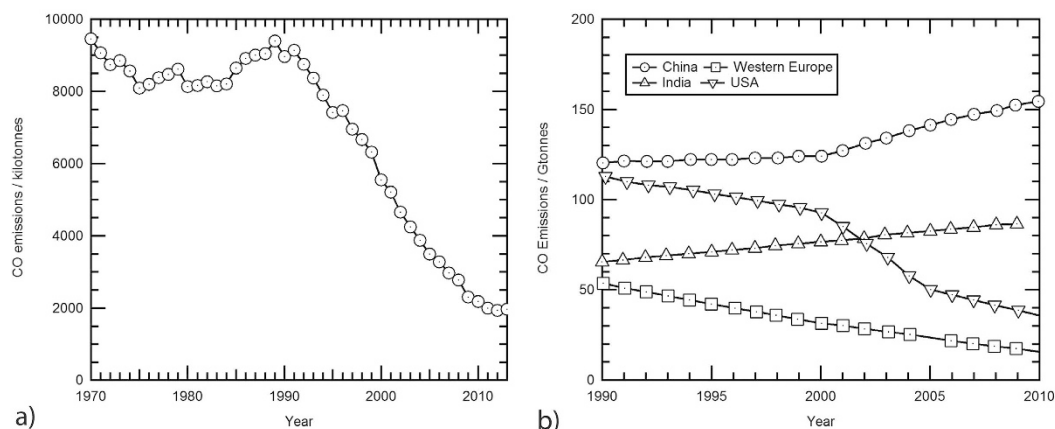 10000
8000
6000
4000
2000
0
CO emissions / kilotonnes
1970 1980 1990 2000 2010
Year
a)
200
150
100
50
0
CO Emissions / Gtonnes
China Western Europe
India USA
1990 1995 2000 2005 2010
Year
b)